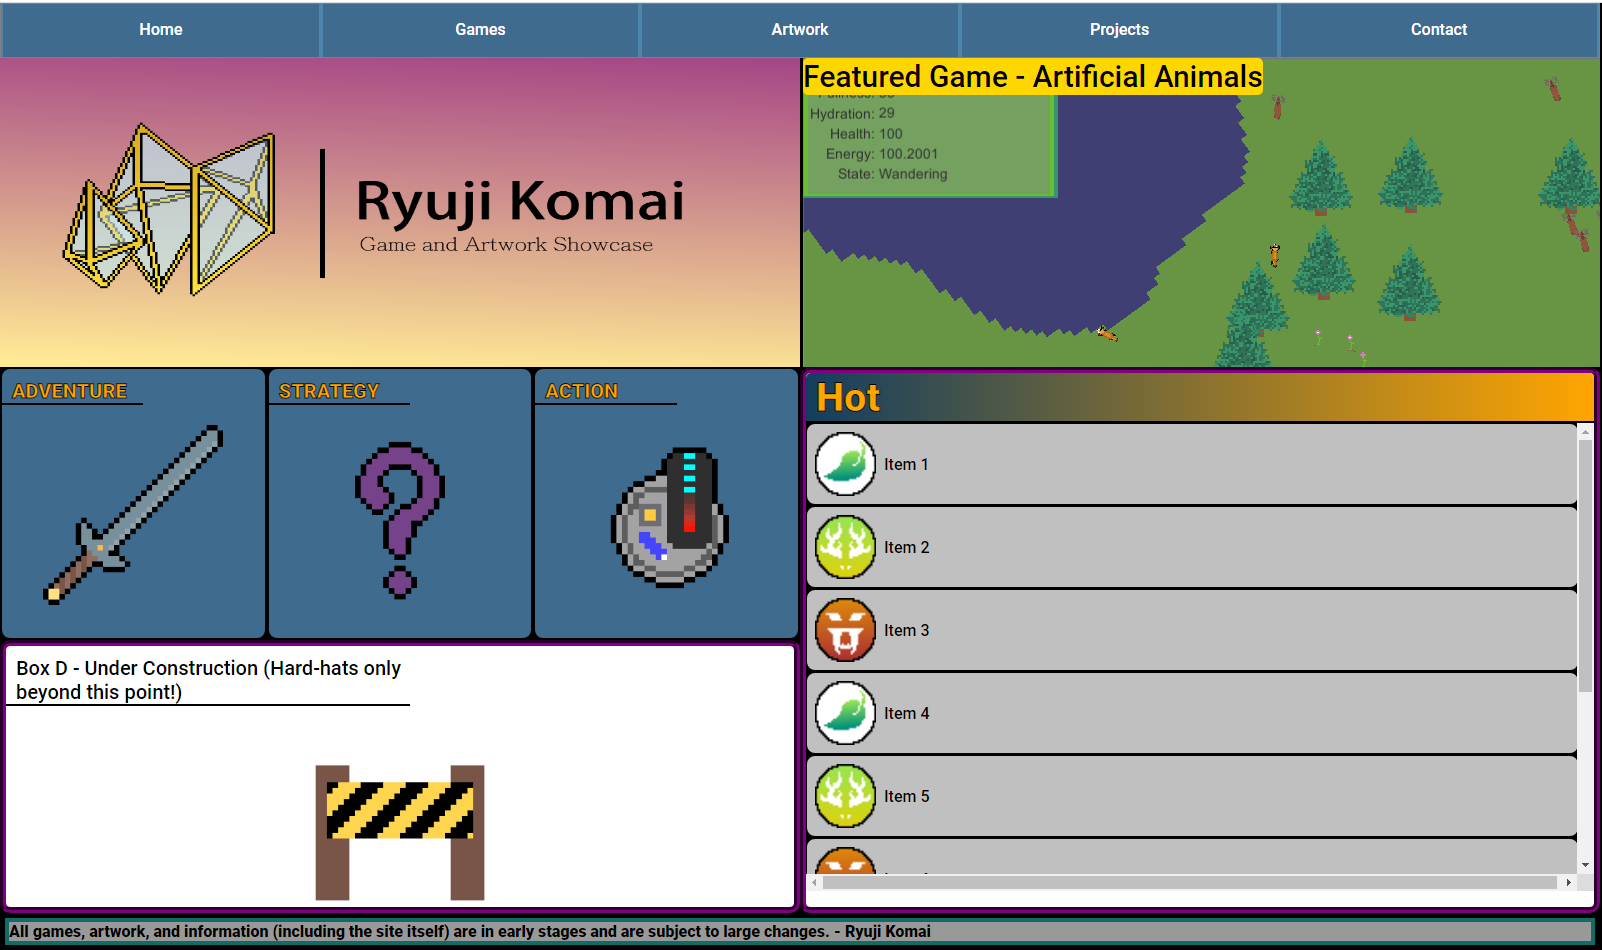 Home
Games
Artwork
Projects
Contact
Ryuji Komai
Game and Artwork Showcase
Featured Game - Artificial Animals
Hydration: 29
Health: 100
Energy: 100.2001
State: Wandering
ADVENTURE
STRATEGY
ACTION
Hot
Item 1
Item 2
Item 3
Item 4
Item 5
Box D - Under Construction (Hard-hats only
beyond this point!)
All games, artwork, and information (including the site itself) are in early stages and are subject to large changes. - Ryuji Komai